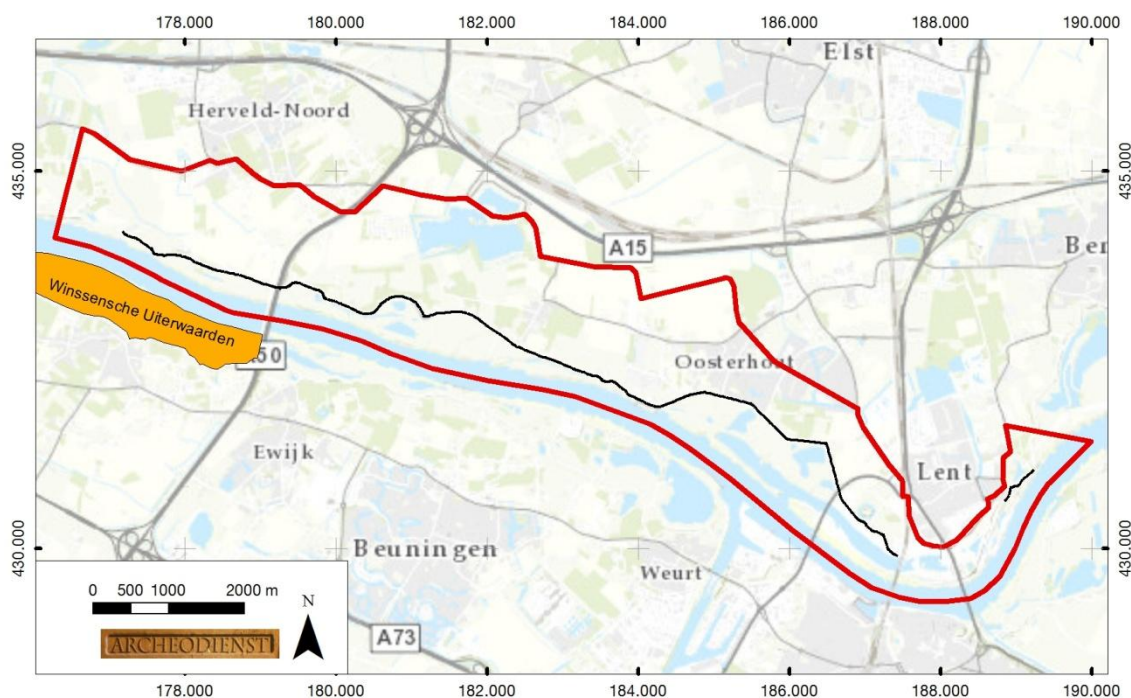 178.000 180.000 182.000 184.000 186.000 188.000 190.000
Elst
Herveld-Noord
435.000 435.000
A15
Ber
Winssensche Uiterwaarden
50
Oosterhout
Ewijk
Lent
430.000 430.000
Beuningen
Weurt
0 500 1000 2000 m
N
ARCHEODIENST
A73
178.000 180.000 182.000 184.000 186.000 188.000 190.000